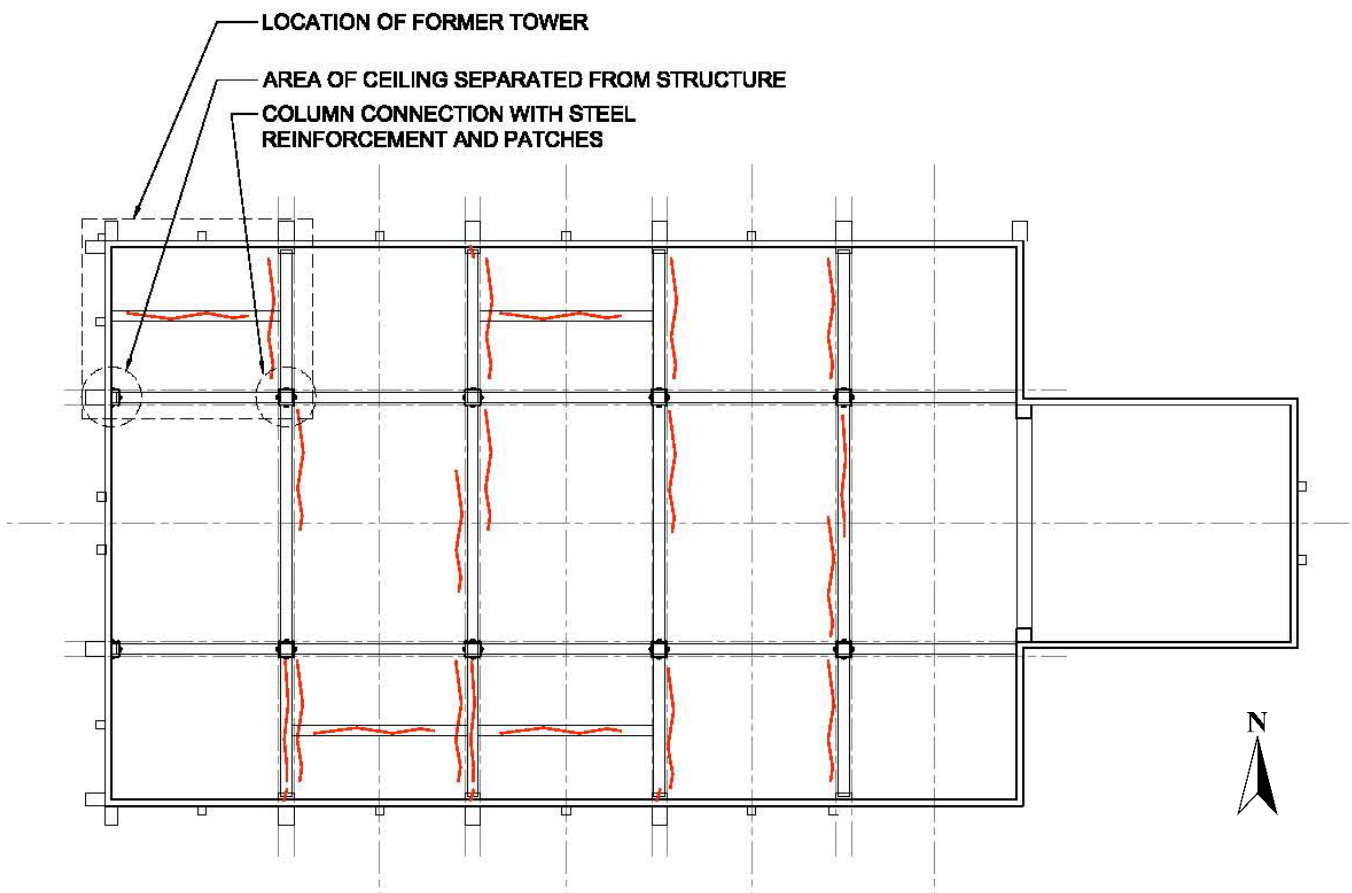 LOCATION OF FORMER TOWER
AREA OF CEILING SEPARATED FROM STRUCTURE
COLUMN CONNECTION WITH STEEL
REINFORCEMENT AND PATCHES
N